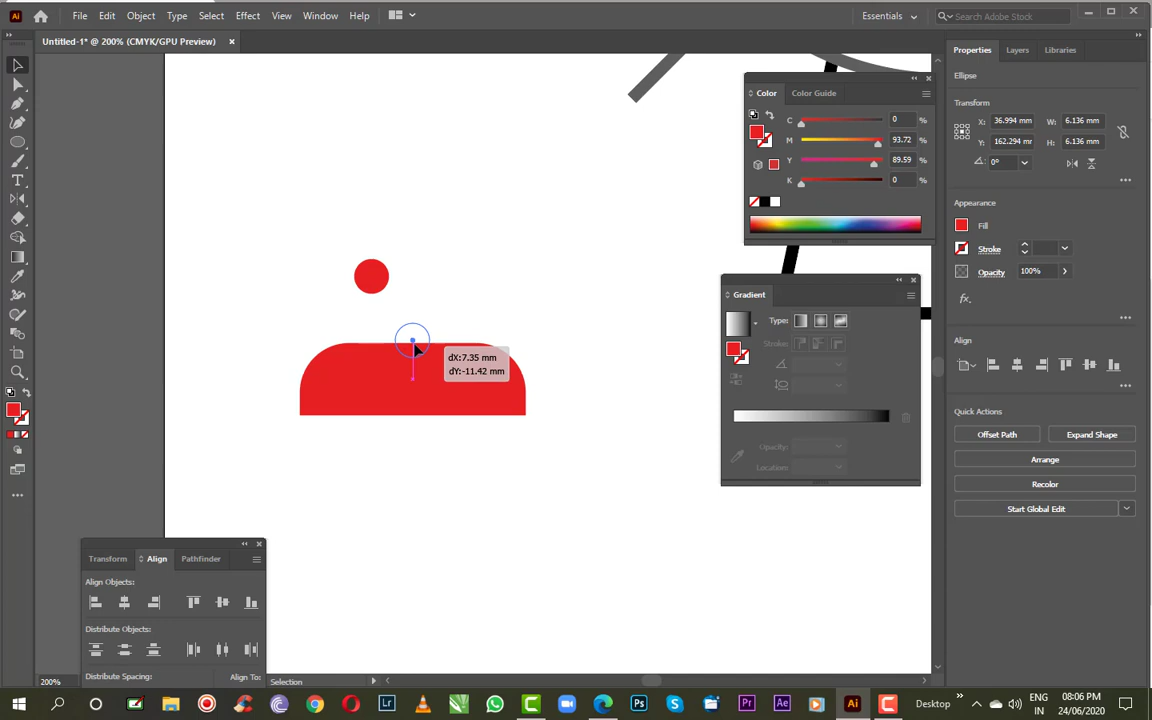 File Edit Object Type Select Effect View Window Help Essentials Search Adobe Stock
Untitled-1* @ 200% (CMYK/GPU Preview)
Properties Layers Libraries
Ellipse
Color Color Guide
Transform
C 0 %
X: 36.994 mm W: 6.136 mm
M 93.72 %
Y: 162.294 mm H: 6.136 mm
Y 89.59 %
0°
K 0 %
Appearance
Fill
Stroke
Opacity 100%
fx.
Gradient
Type:
Stroke:
Align
dX:7.35 mm
dY:-11.42 mm
Quick Actions
Offset Path Expand Shape
Opacity:
Arrange
Location:
Recolor
Start Global Edit
Transform Align Pathfinder
Align Objects:
Distribute Objects:
Distribute Spacing: Align To:
200% 1 Selection
Desktop
ENG
IN
08:06 PM
24/06/2020